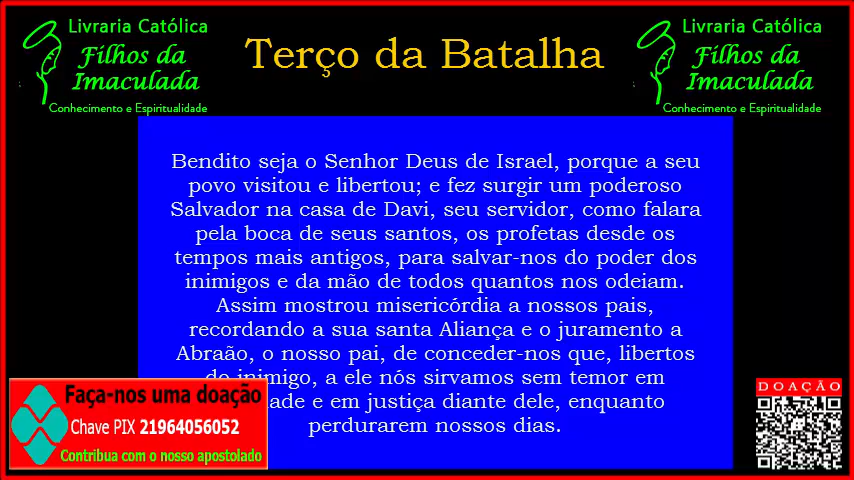 Livraria Católica
Filhos da
Imaculada
Conhecimento e Espiritualidade
Terço da Batalha
Livraria Católica
Filhos da
Imaculada
Conhecimento e Espiritualidade
Bendito seja o Senhor Deus de Israel, porque a seu
povo visitou e libertou; e fez surgir um poderoso
Salvador na casa de Davi, seu servidor, como falara
pela boca de seus santos, os profetas desde os
tempos mais antigos, para salvar-nos do poder dos
inimigos e da mão de todos quantos nos odeiam.
Assim mostrou misericórdia a nossos pais,
recordando a sua santa Aliança e o juramento a
Abraão, o nosso pai, de conceder-nos que, libertos
do inimigo, a ele nós sirvamos sem temor em
e em justiça diante dele, enquanto
perdurarem nossos dias.
Faça-nos uma doação
Chave PIX 21964056052
Contribua com o nosso apostolado
DOAÇÃO